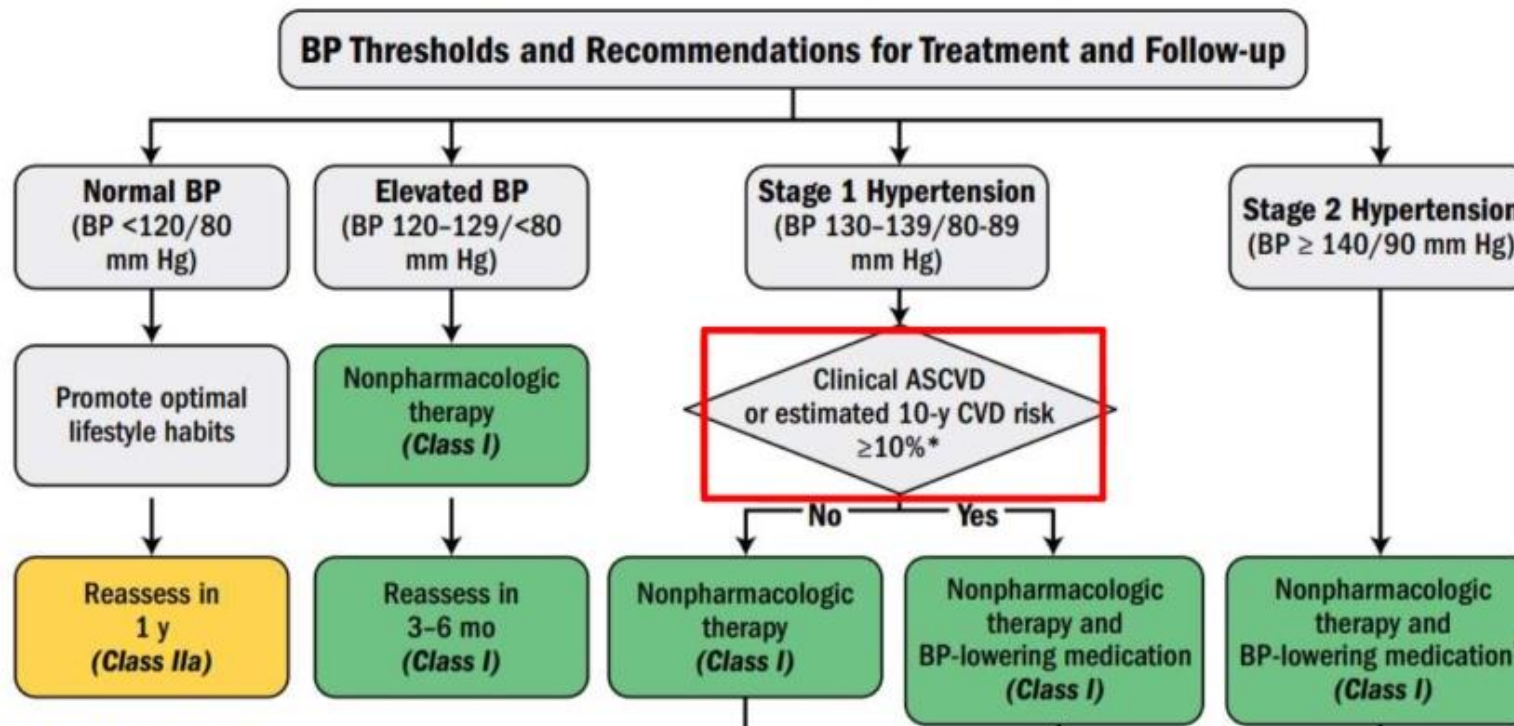 BP Thresholds and Recommendations for Treatment and Follow-up
Normal BP
(BP <120/80
mm Hg)
Elevated BP
(BP 120–129/<80
mm Hg)
Stage 1 Hypertension
(BP 130–139/80-89
mm Hg)
Stage 2 Hypertension
(BP ≥ 140/90 mm Hg)
Promote optimal
lifestyle habits
Nonpharmacologic
therapy
(Class I)
Clinical ASCVD
or estimated 10-y CVD risk
≥10%*
No
Yes
Reassess in
1 y
(Class IIa)
Reassess in
3–6 mo
(Class I)
Nonpharmacologic
therapy
(Class I)
Nonpharmacologic
therapy and
BP-lowering medication
(Class I)
Nonpharmacologic
therapy and
BP-lowering medication
(Class I)